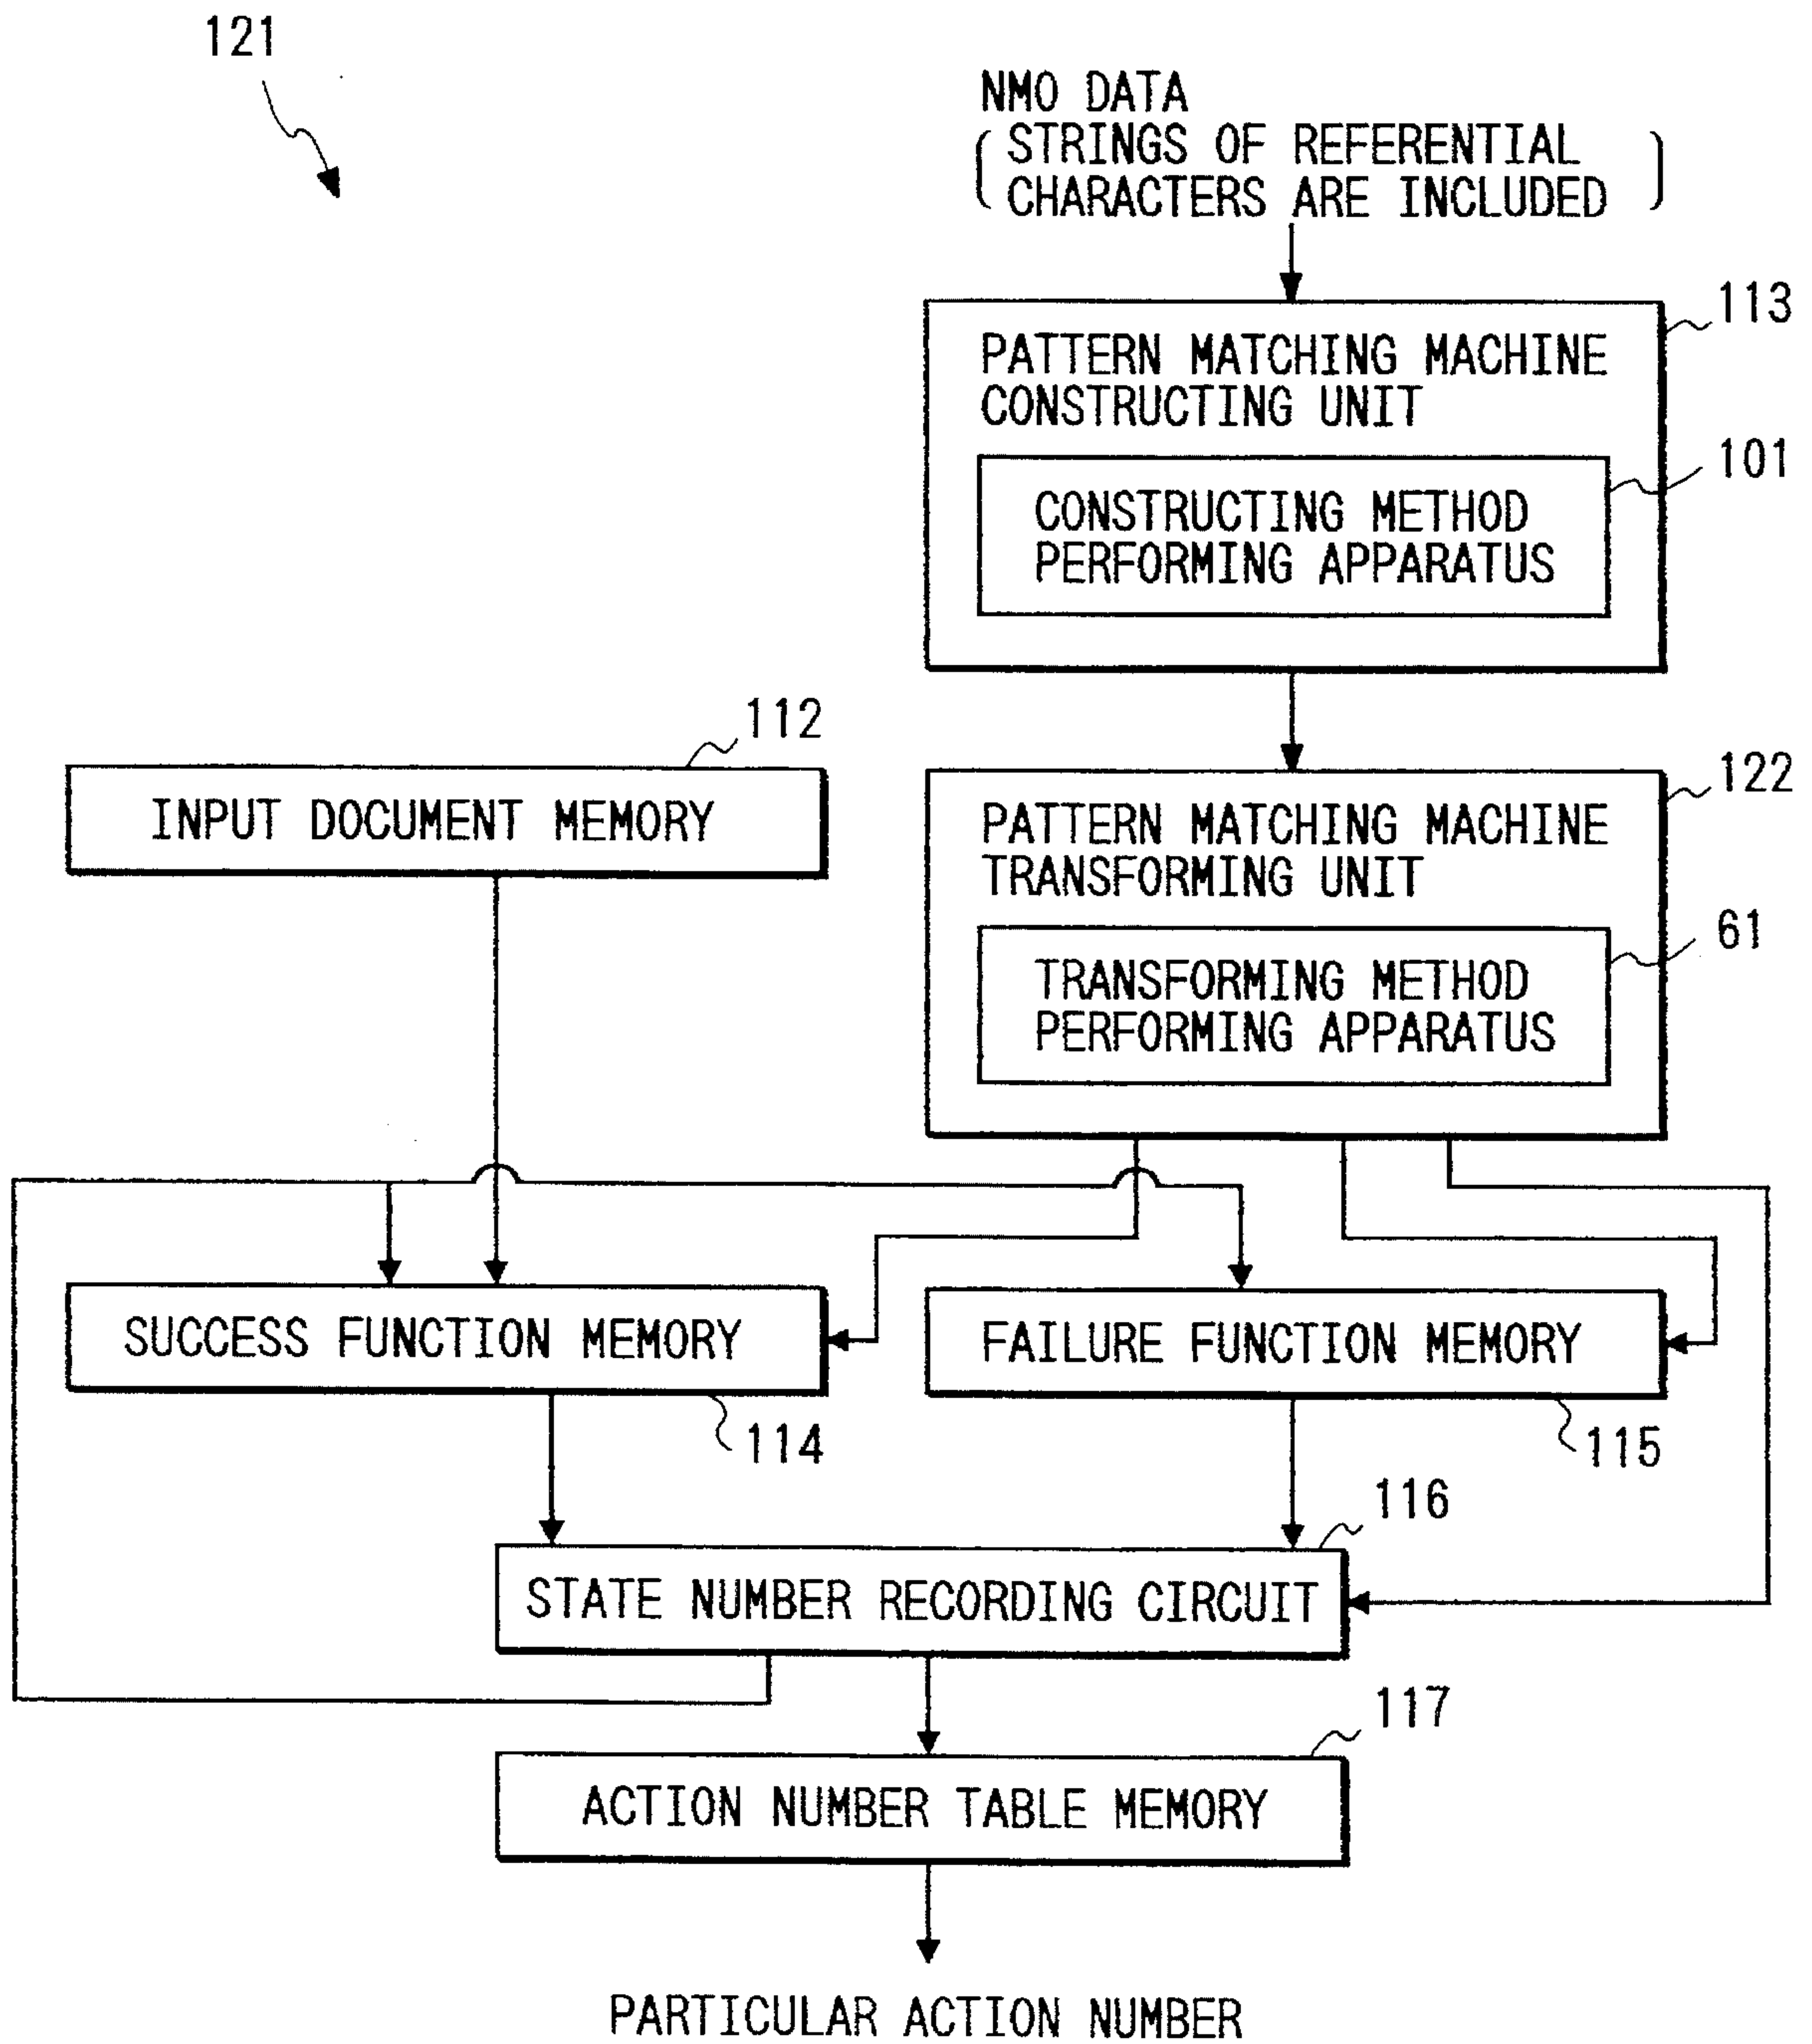 121
NMO DATA
STRINGS OF REFERENTIAL
CHARACTERS ARE INCLUDED
113
PATTERN MATCHING MACHINE
CONSTRUCTING UNIT
101
CONSTRUCTING METHOD
PERFORMING APPARATUS
112
INPUT DOCUMENT MEMORY
122
PATTERN MATCHING MACHINE
TRANSFORMING UNIT
61
TRANSFORMING METHOD
PERFORMING APPARATUS
SUCCESS FUNCTION MEMORY
114
FAILURE FUNCTION MEMORY
115
116
STATE NUMBER RECORDING CIRCUIT
117
ACTION NUMBER TABLE MEMORY
PARTICULAR ACTION NUMBER